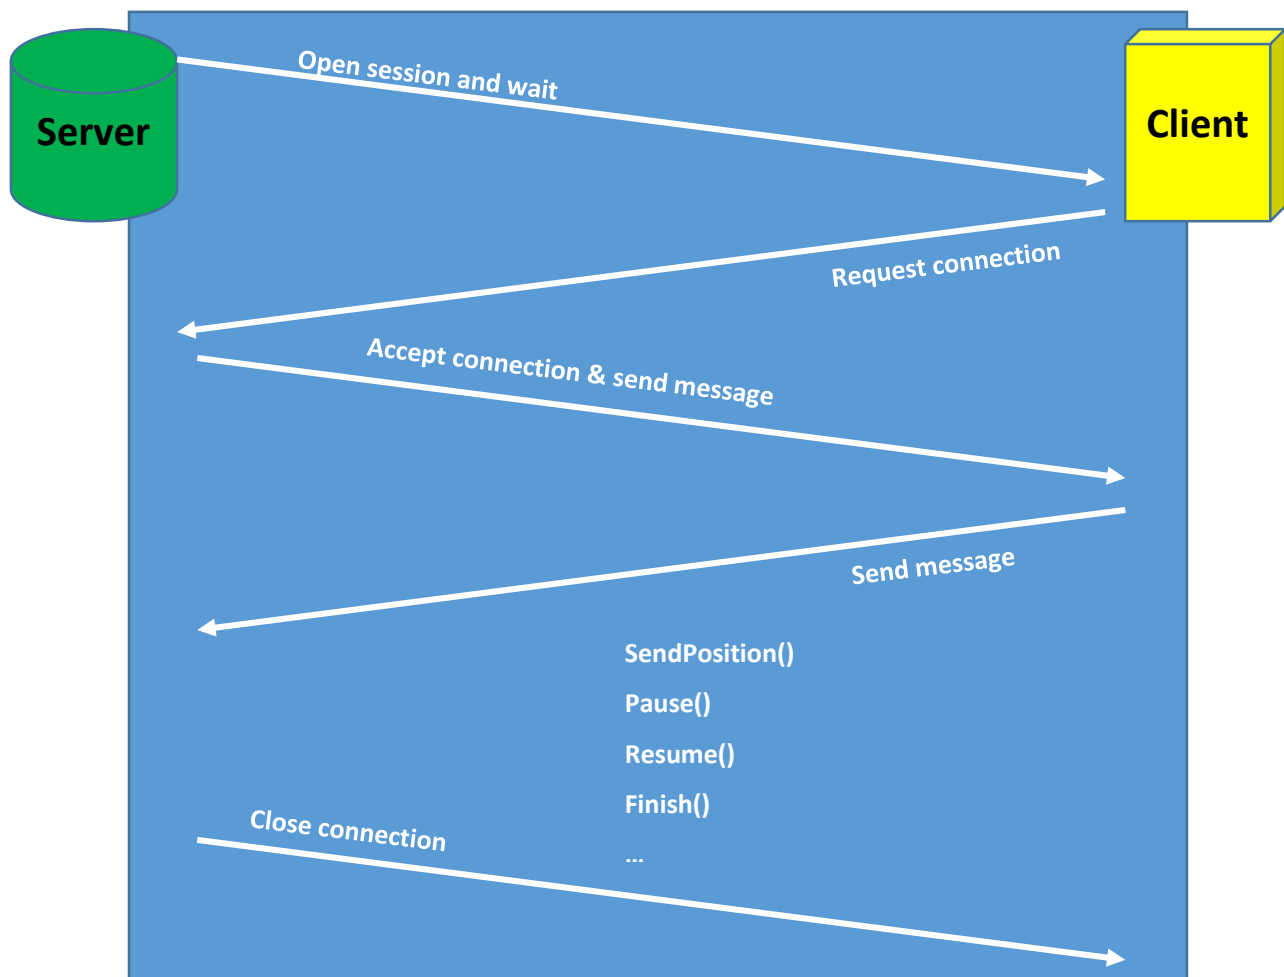 Server
Client
Open session and wait
Request connection
Accept connection & send message
Send message
SendPosition()
Pause()
Resume()
Finish()
...
Close connection